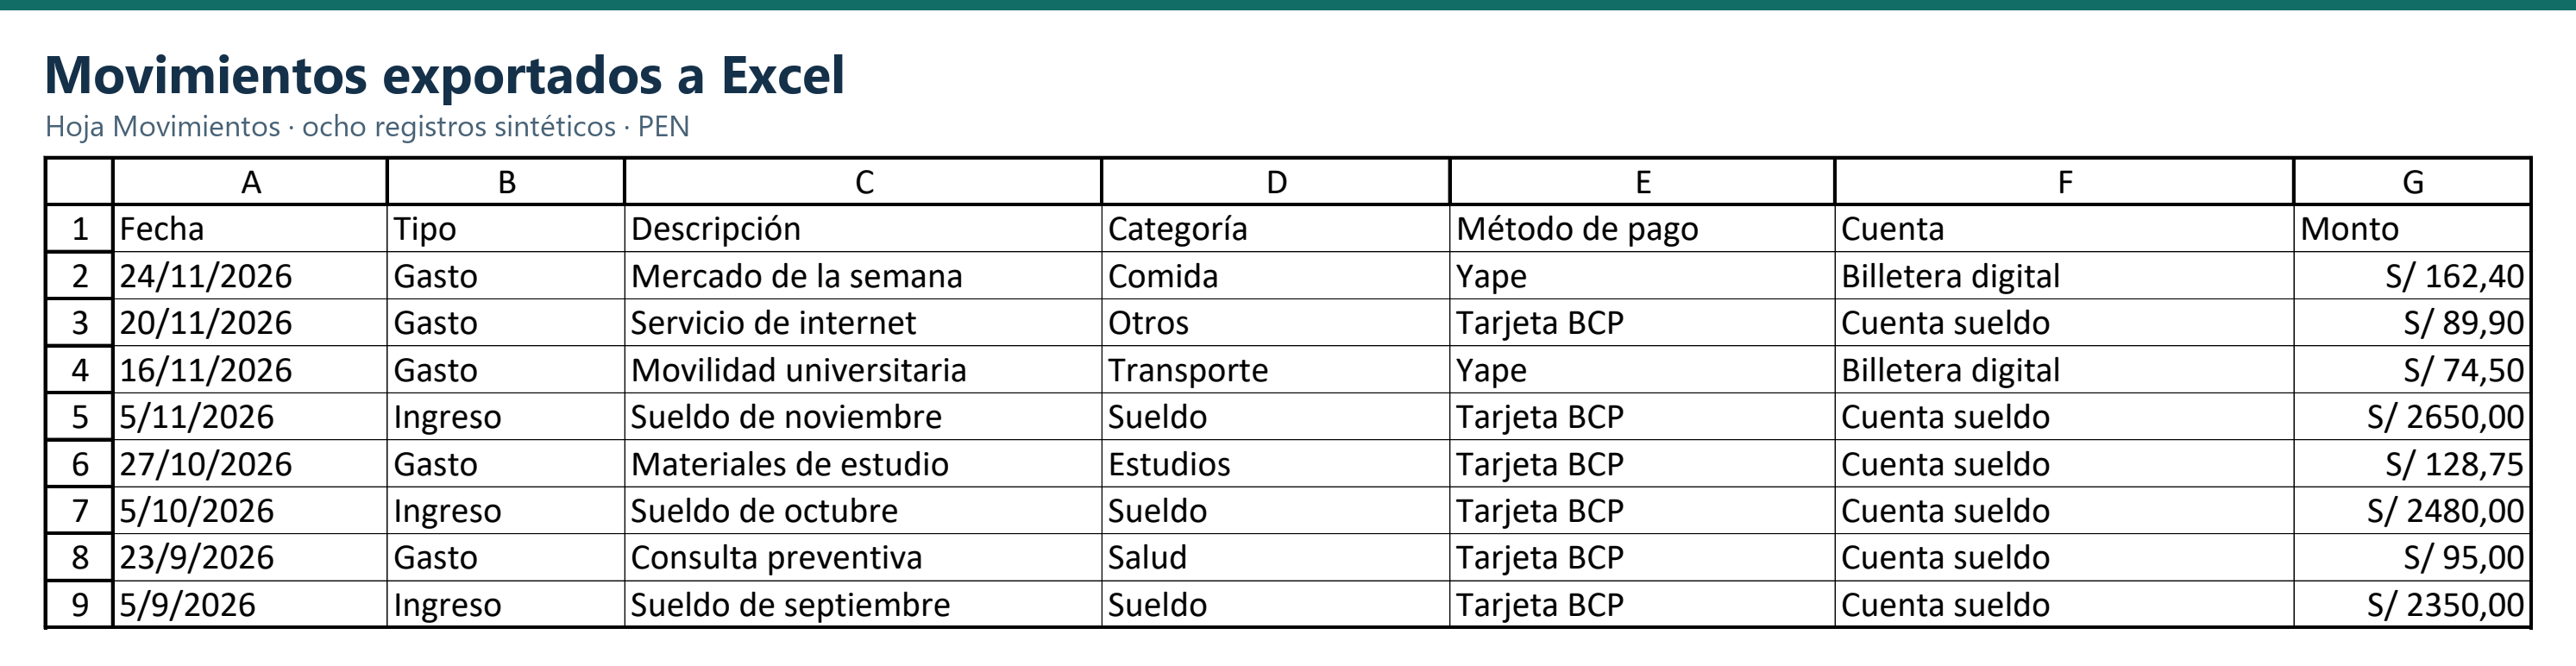 Movimientos exportados a Excel
Hoja Movimientos · ocho registros sintéticos · PEN
A B C D E F G
1 Fecha Tipo Descripción Categoría Método de pago Cuenta Monto
2 24/11/2026 Gasto Mercado de la semana Comida Yape Billetera digital S/ 162,40
3 20/11/2026 Gasto Servicio de internet Otros Tarjeta BCP Cuenta sueldo S/ 89,90
4 16/11/2026 Gasto Movilidad universitaria Transporte Yape Billetera digital S/ 74,50
5 5/11/2026 Ingreso Sueldo de noviembre Sueldo Tarjeta BCP Cuenta sueldo S/ 2650,00
6 27/10/2026 Gasto Materiales de estudio Estudios Tarjeta BCP Cuenta sueldo S/ 128,75
7 5/10/2026 Ingreso Sueldo de octubre Sueldo Tarjeta BCP Cuenta sueldo S/ 2480,00
8 23/9/2026 Gasto Consulta preventiva Salud Tarjeta BCP Cuenta sueldo S/ 95,00
9 5/9/2026 Ingreso Sueldo de septiembre Sueldo Tarjeta BCP Cuenta sueldo S/ 2350,00